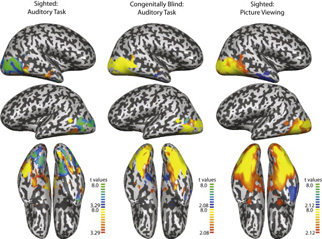 Sighted:
Auditory Task
Congenitally Blind:
Auditory Task
Sighted:
Picture Viewing
t values
8.0
3.29
8.0
3.29
t values
8.0
2.08
8.0
2.08
t values
8.0
2.12
8.0
2.12